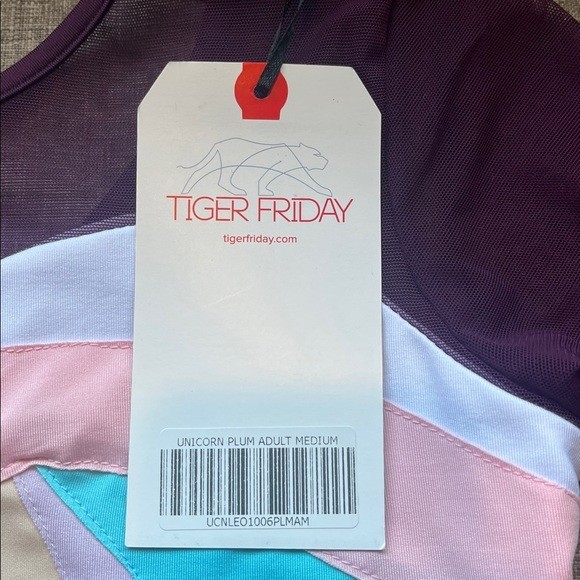 TIGER FRIDAY
tigerfriday.com
UNICORN PLUM ADULT MEDIUM
UCNLEO1006PLMAM